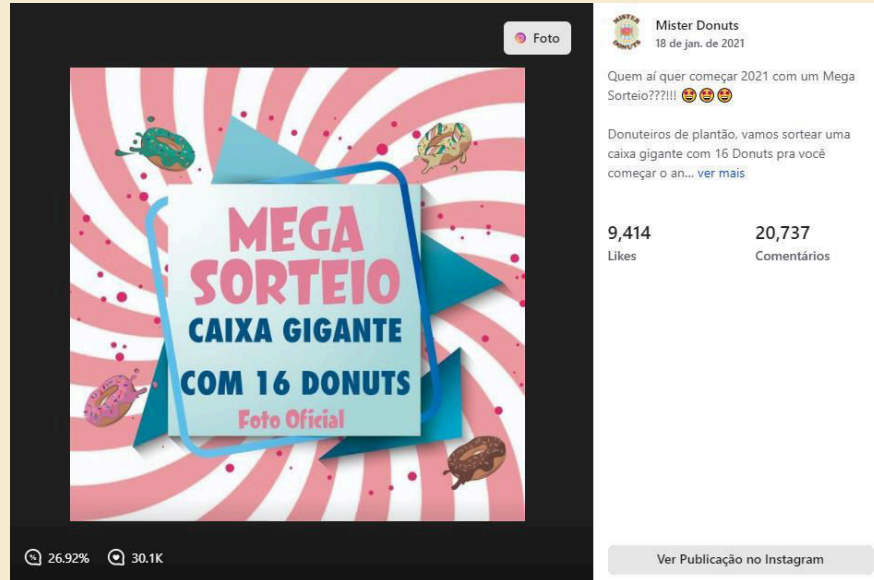 Foto
MEGA
SORTEIO
CAIXA GIGANTE
COM 16 DONUTS
Foto Oficial
26.92% 30.1K
MISTER
DONUTS
Mister Donuts
18 de jan. de 2021
Quem aí quer começar 2021 com um Mega
Sorteio???!!! 🤩🤩🤩
Donuteiros de plantão, vamos sortear uma
caixa gigante com 16 Donuts pra você
começar o an... ver mais
9,414 20,737
Likes Comentários
Ver Publicação no Instagram